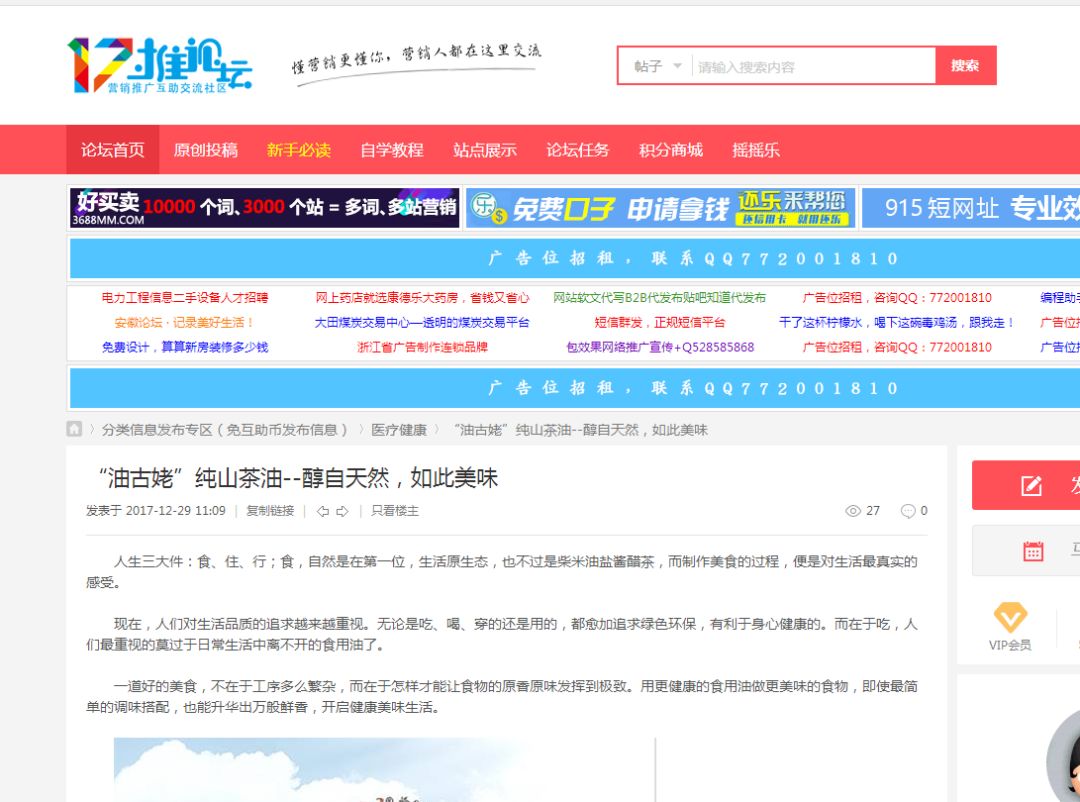 17推论坛
营销推广互助交流社区
懂营销更懂你，营销人都在这里交流
帖子 请输入搜索内容 搜索
论坛首页 原创投稿 新手必读 自学教程 站点展示 论坛任务 积分商城 摇摇乐
好买卖 10000 个词、3000 个站 = 多词、多站营销
3688MM.COM
乐 $ 免费口子 申请拿钱 还乐来帮您
还信用卡 就用还乐
915 短网址 专业效
广告位招租，联系QQ772001810
电力工程信息二手设备人才招聘 网上药店就选康德乐大药房，省钱又省心 网站软文代写B2B代发布贴吧知道代发布 广告位招租，咨询QQ：772001810 编程助手
安徽论坛 · 记录美好生活！ 大田煤炭交易中心—透明的煤炭交易平台 短信群发，正规短信平台 干了这杯柠檬水，喝下这碗毒鸡汤，跟我走！ 广告位招
免费设计，算算新房装修多少钱 浙江省广告制作连锁品牌 包效果网络推广宣传+Q528585868 广告位招租，咨询QQ：772001810 广告位招
广告位招租，联系QQ772001810
分类信息发布专区（免互助币发布信息） 〉 医疗健康 〉 “油古姥”纯山茶油--醇自天然，如此美味
“油古姥”纯山茶油--醇自天然，如此美味
发表于 2017-12-29 11:09 | 复制链接 | | 只看楼主 27 0
人生三大件：食、住、行；食，自然是在第一位，生活原生态，也不过是柴米油盐酱醋茶，而制作美食的过程，便是对生活最真实的
感受。
现在，人们对生活品质的追求越来越重视。无论是吃、喝、穿的还是用的，都愈加追求绿色环保，有利于身心健康的。而在于吃，人
们最重视的莫过于日常生活中离不开的食用油了。
一道好的美食，不在于工序多么繁杂，而在于怎样才能让食物的原香原味发挥到极致。用更健康的食用油做更美味的食物，即使最简
单的调味搭配，也能升华出万般鲜香，开启健康美味生活。
发
VIP会员